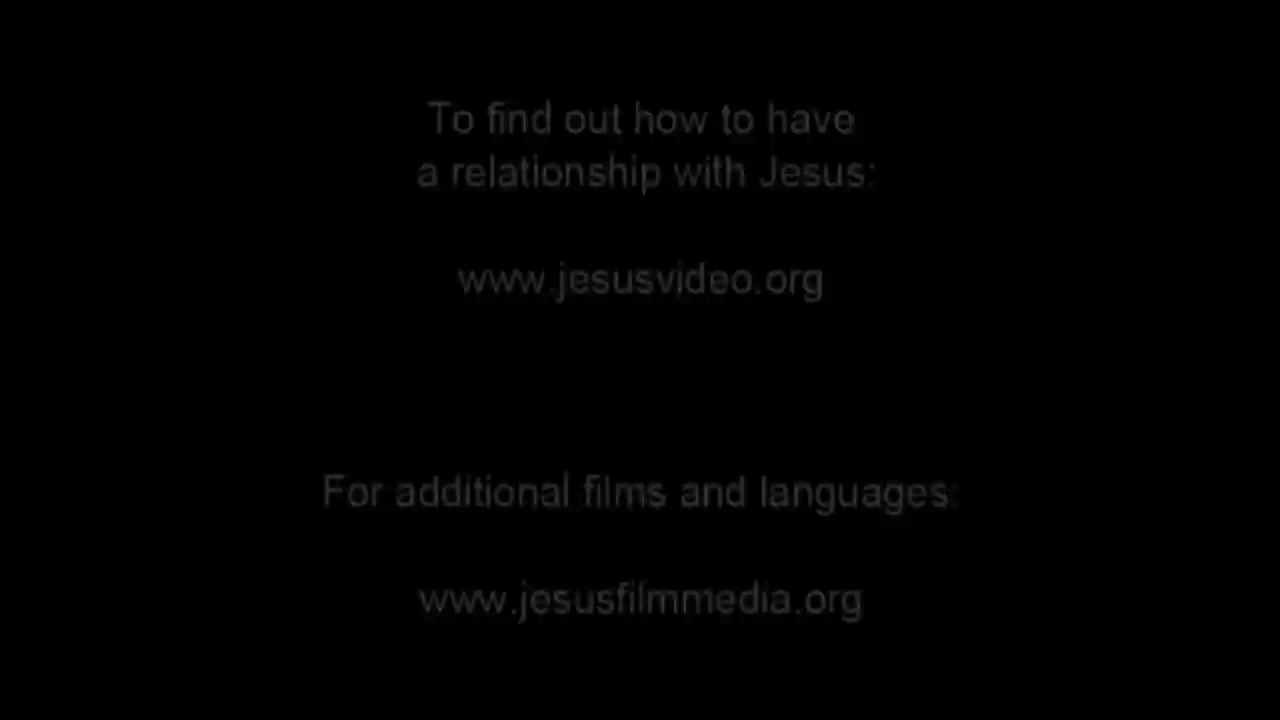 To find out how to have
a relationship with Jesus:
www.jesusvideo.org
For additional films and languages:
www.jesusfilmmedia.org